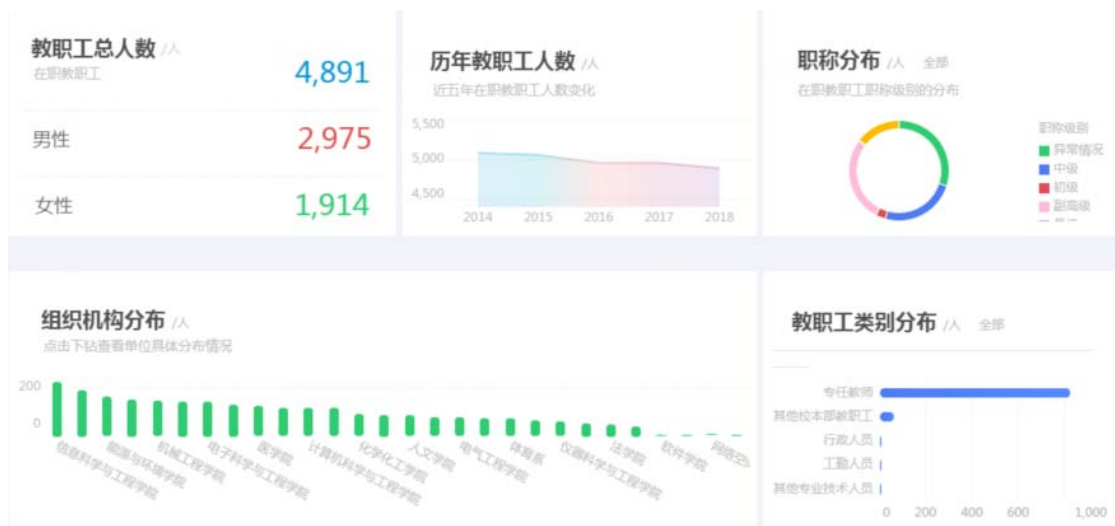 教职工总人数 /人
在职教职工
4,891
男性
2,975
女性
1,914
历年教职工人数 /人
近五年在职教职工人数变化
5,500
5,000
4,500
2014 2015 2016 2017 2018
职称分布 /人 全部
在职教职工职称级别的分布
职称级别
异常情况
中级
初级
副高级
组织机构分布 /人
点击下钻查看单位具体分布情况
200
0
信息科学与工程学院
能源与环境学院
机械工程学院
电子科学与工程学院
医学院
计算机科学与工程学院
化学化工学院
人文学院
电气工程学院
体育系
仪器科学与工程学院
法学院
软件学院
网络空
教职工类别分布 /人 全部
专任教师
其他校本部教职工
行政人员
工勤人员
其他专业技术人员
0 200 400 600 1,000